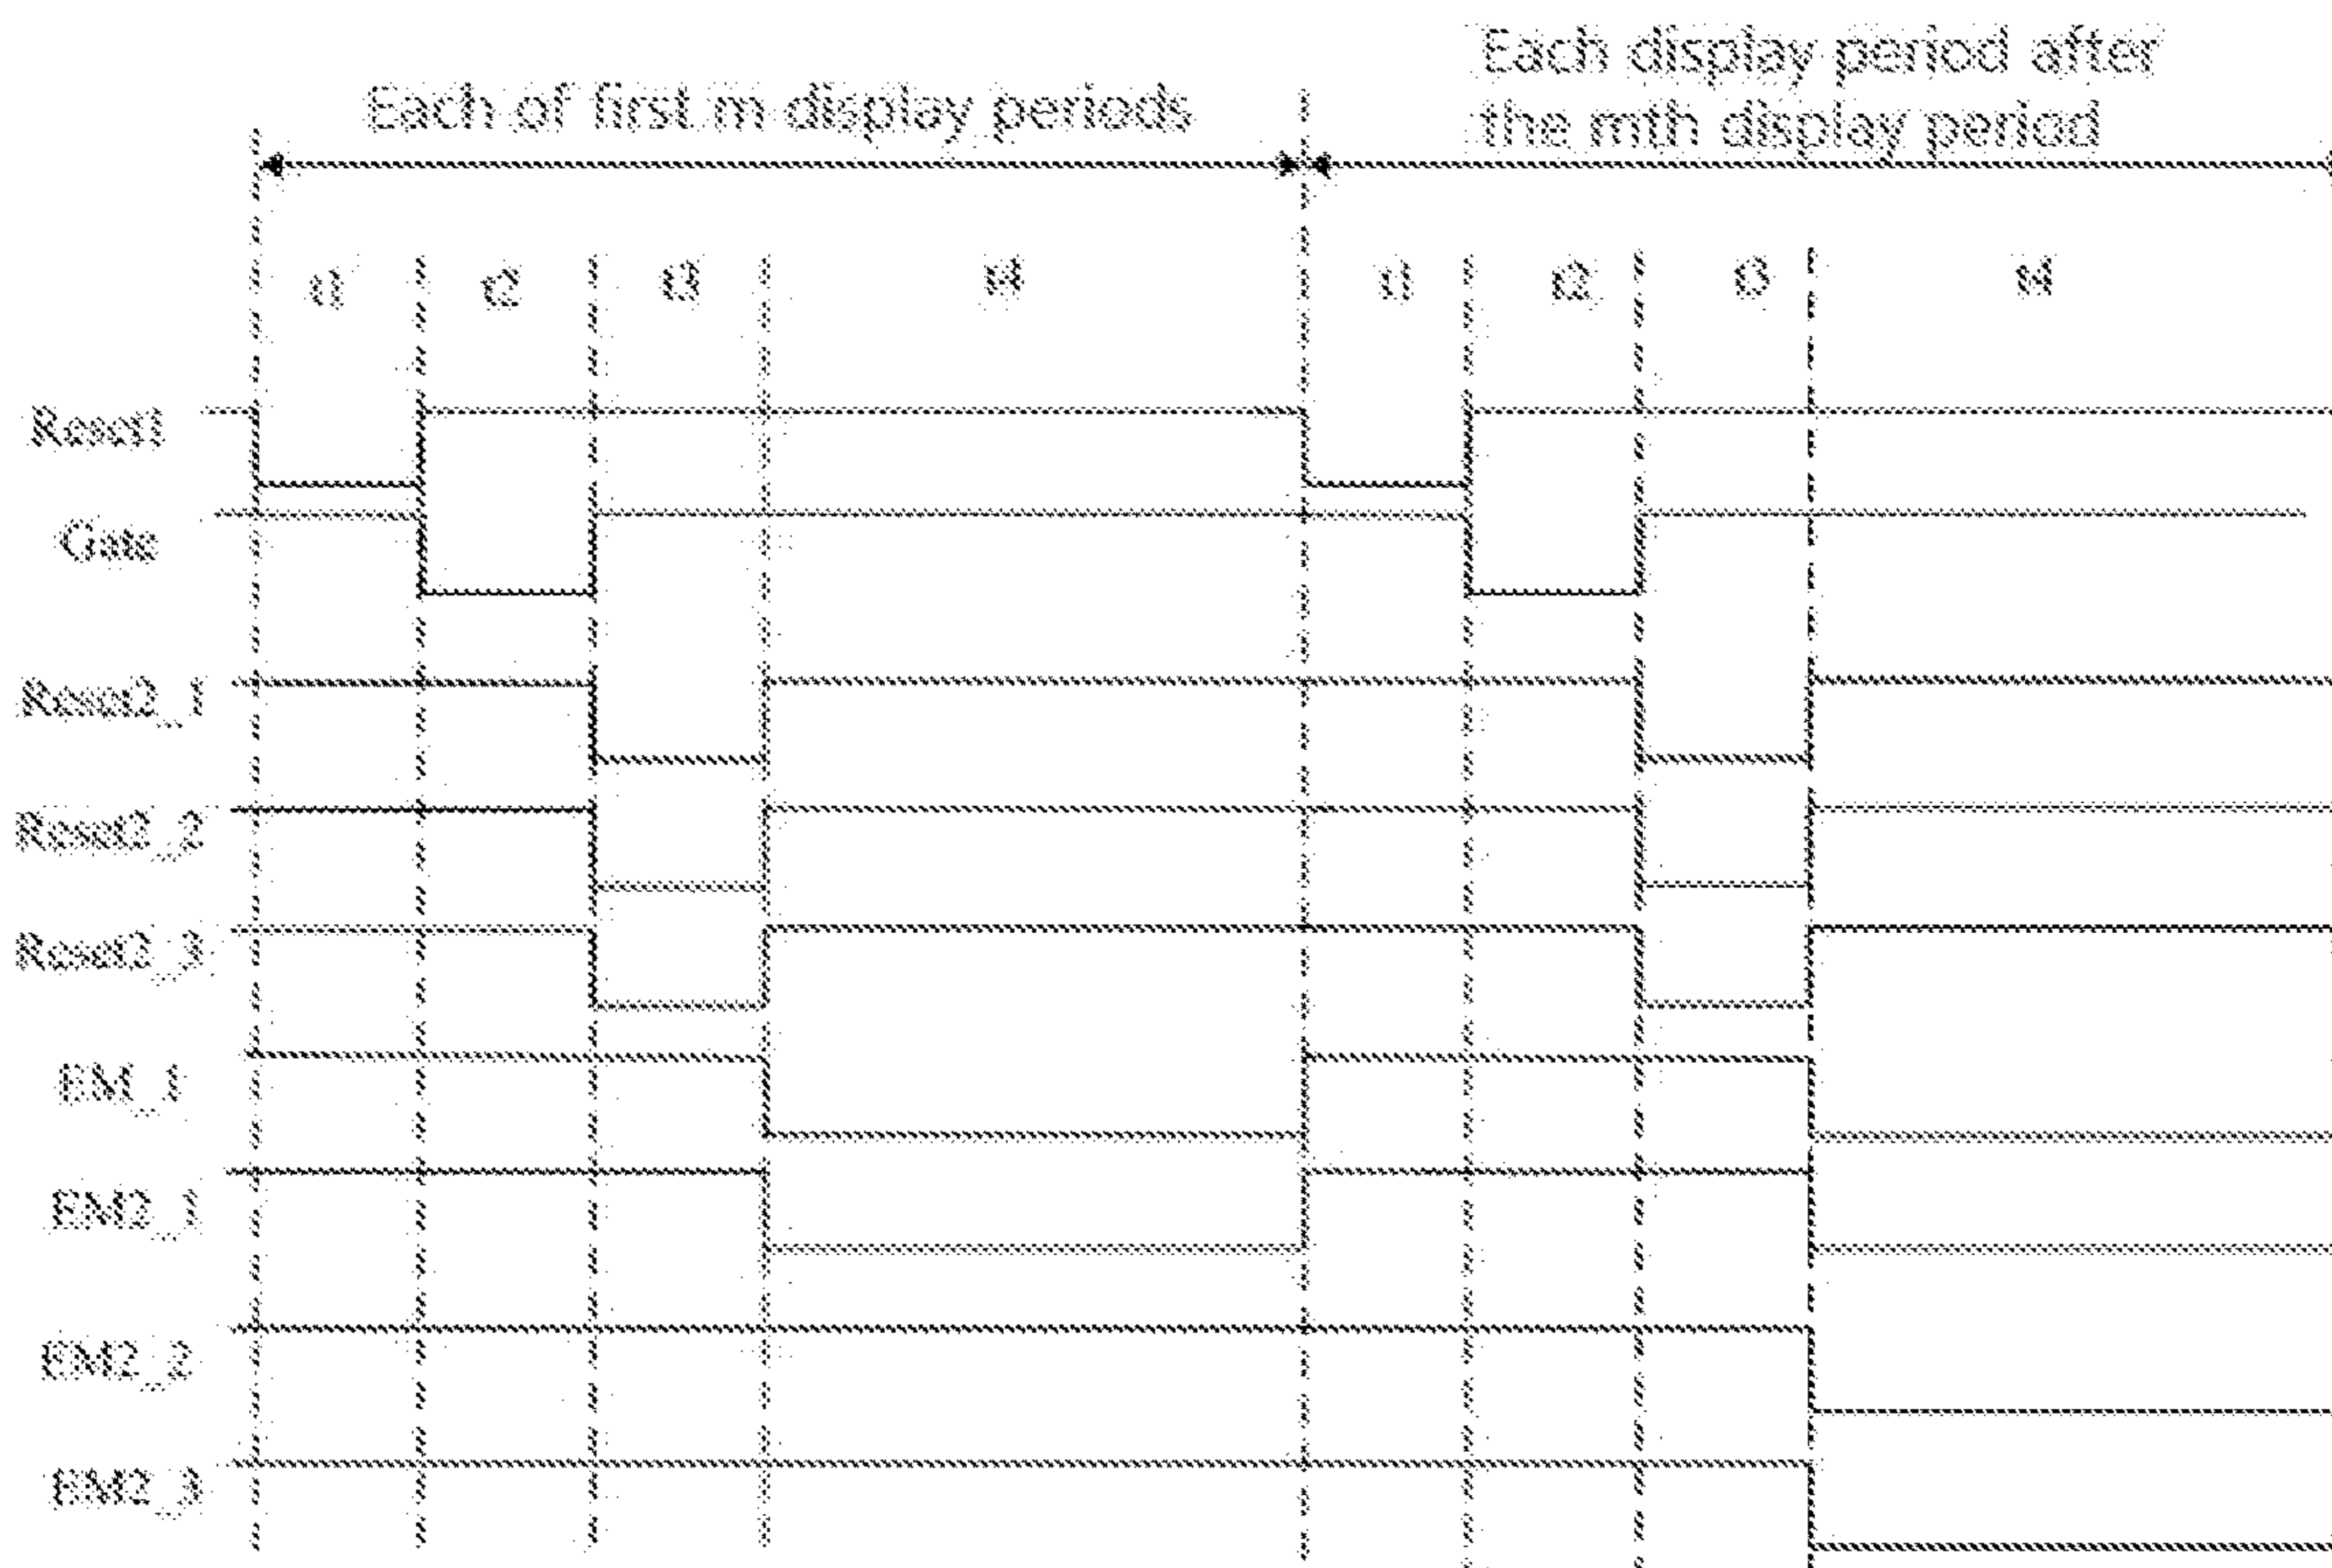 Each of first m display periods
Each display period after
the mth display period
t1 t2 t3 t4 t1 t2 t3 t4
Reset1
Gate
Reset2_1
Reset2_2
Reset2_3
EM_1
EM2_1
EM2_2
EM2_3